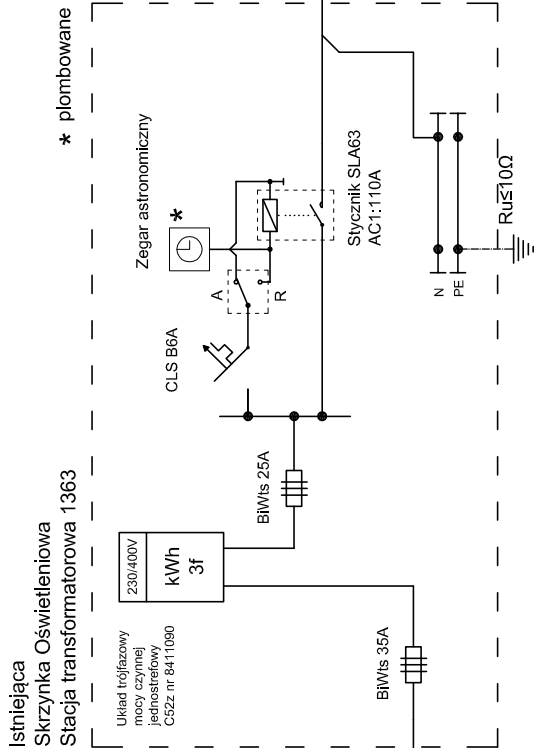 Istniejąca
Skrzynka Oświetleniowa
Stacja transformatorowa 1363
* plombowane
Układ trójfazowy
mocy czynnej
jednostrefowy
C52z nr 8411090
230/400V
kWh
3f
BiWts 35A
BiWts 25A
CLS B6A
Zegar astronomiczny
*
A
R
Stycznik SLA63
AC1:110A
N
PE
Ru≤10Ω